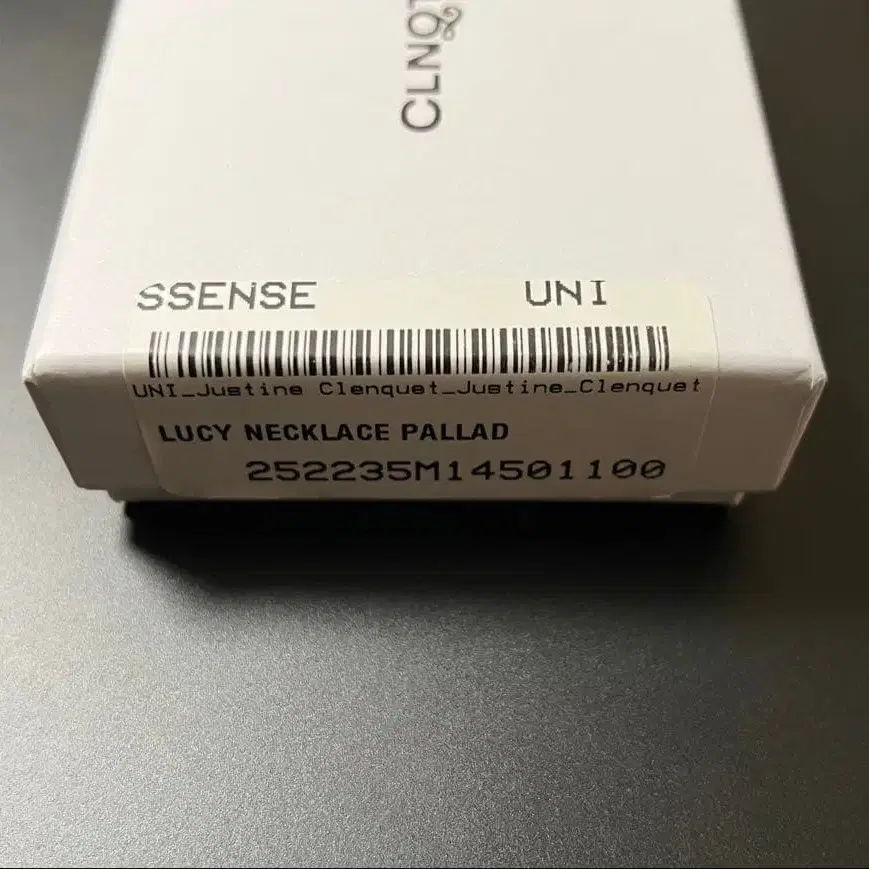 CLNQT
SSENSE UNI
UNI_Justine Clenquet_Justine_Clenquet
LUCY NECKLACE PALLAD
252235M14501100